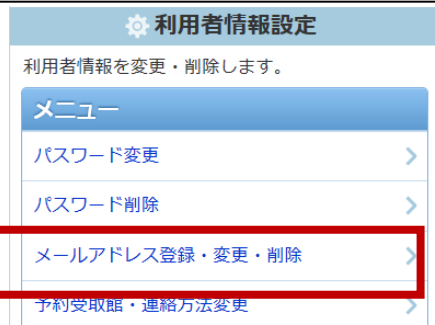 利用者情報設定
利用者情報を変更・削除します。
メニュー
パスワード変更
パスワード削除
メールアドレス登録・変更・削除
予約受取館・連絡方法変更